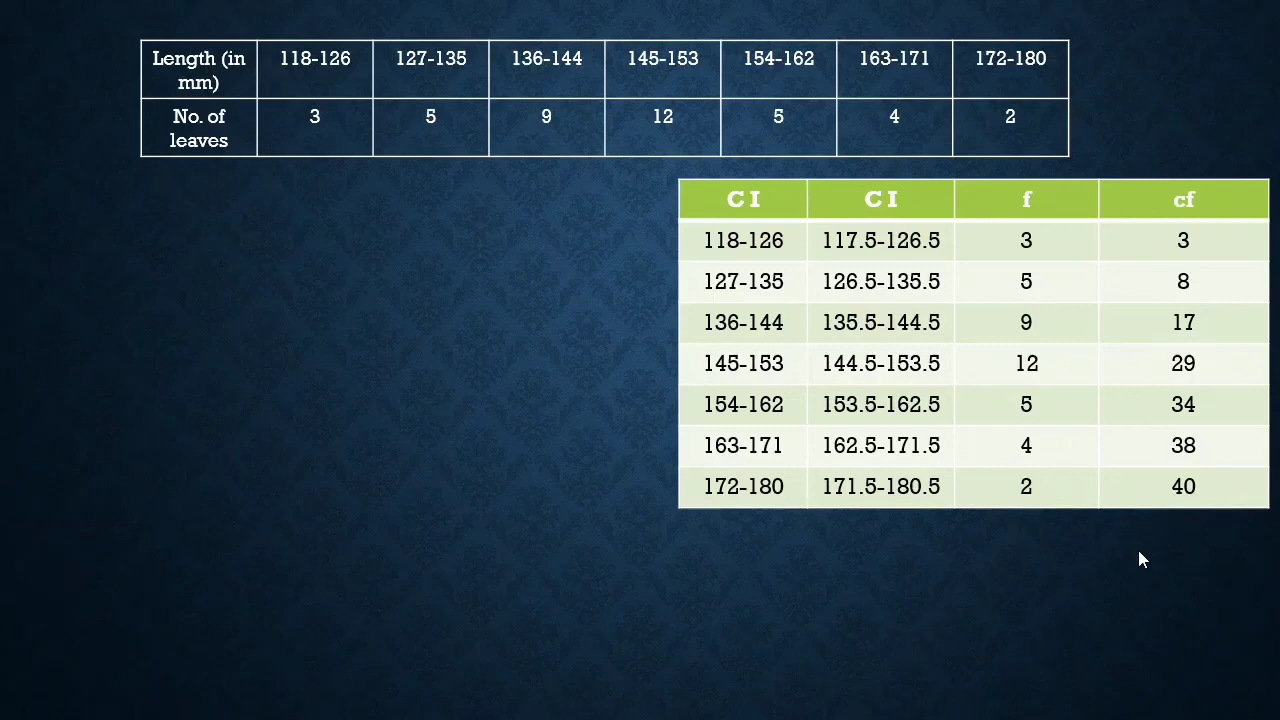 Length (in mm) 118-126 127-135 136-144 145-153 154-162 163-171 172-180
No. of leaves 3 5 9 12 5 4 2
C I C I f cf
118-126 117.5-126.5 3 3
127-135 126.5-135.5 5 8
136-144 135.5-144.5 9 17
145-153 144.5-153.5 12 29
154-162 153.5-162.5 5 34
163-171 162.5-171.5 4 38
172-180 171.5-180.5 2 40